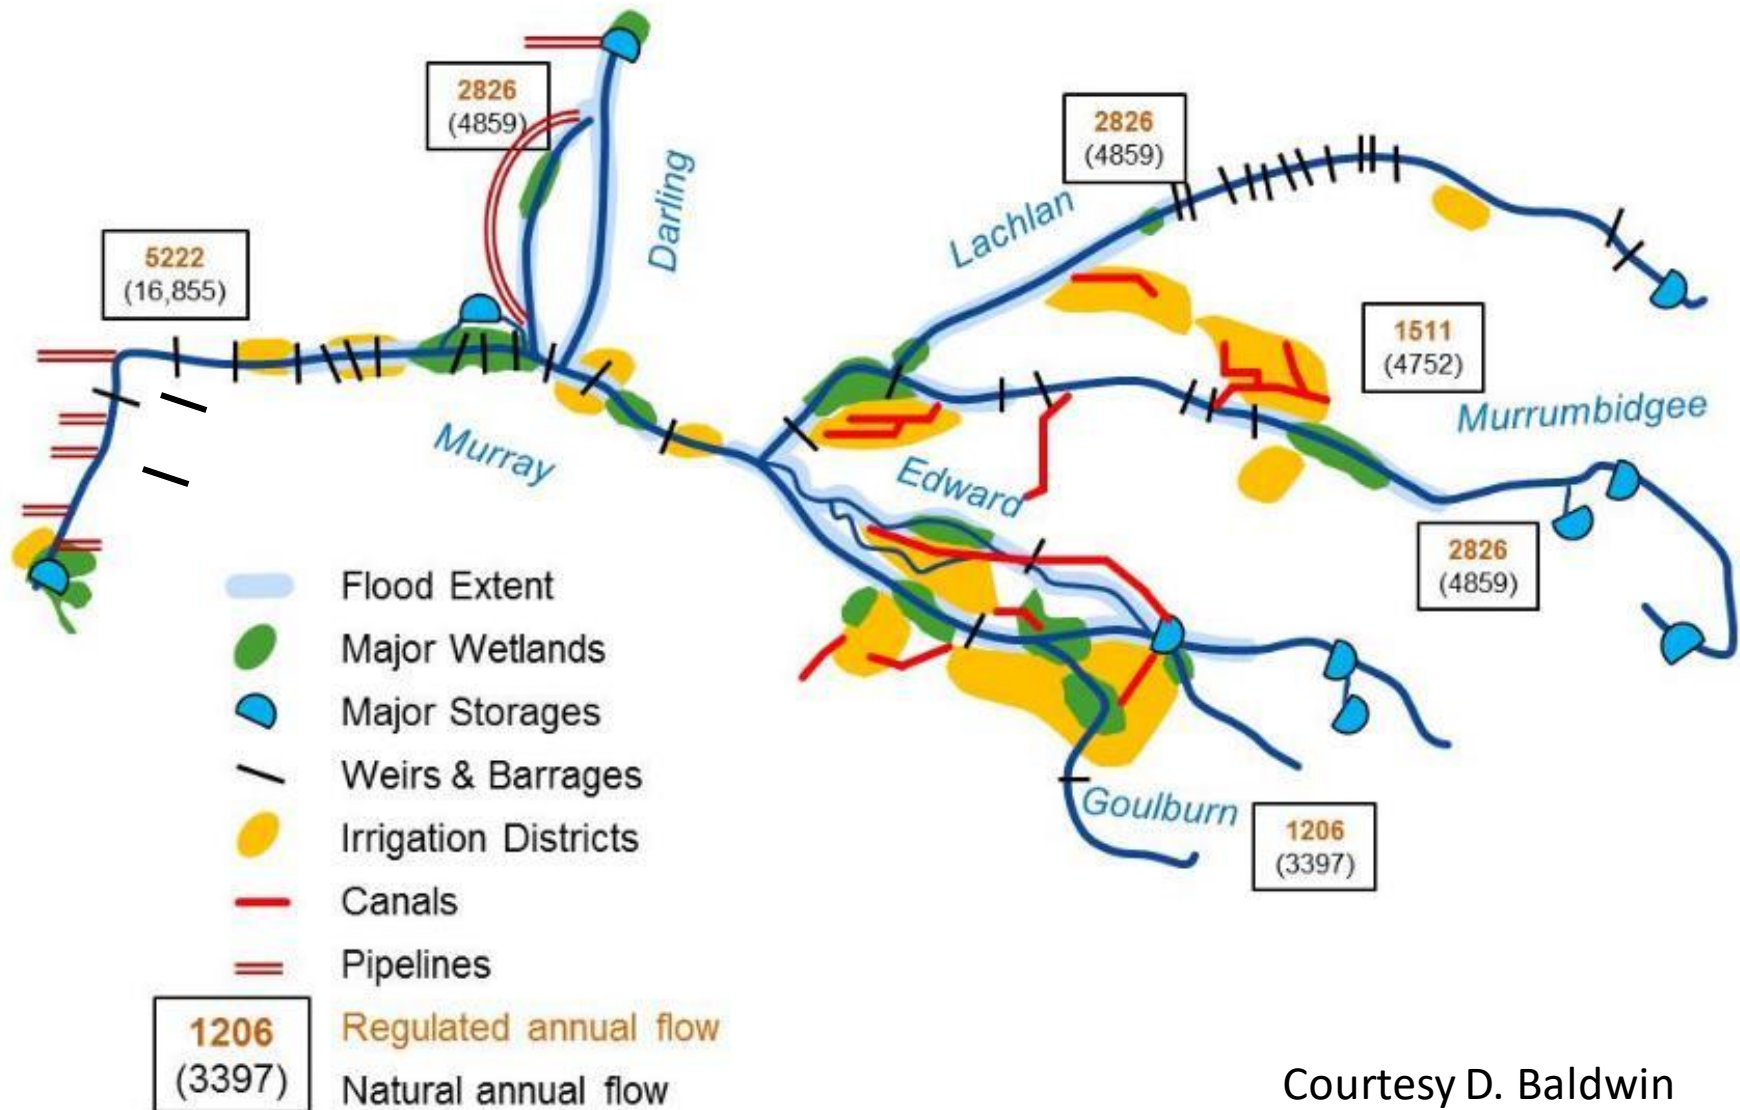 2826
(4859)
Darling
2826
(4859)
Lachlan
5222
(16,855)
1511
(4752)
Murrumbidgee
Murray
Edward
2826
(4859)
Goulburn
1206
(3397)
Flood Extent
Major Wetlands
Major Storages
Weirs & Barrages
Irrigation Districts
Canals
Pipelines
1206
(3397)
Regulated annual flow
Natural annual flow
Courtesy D. Baldwin